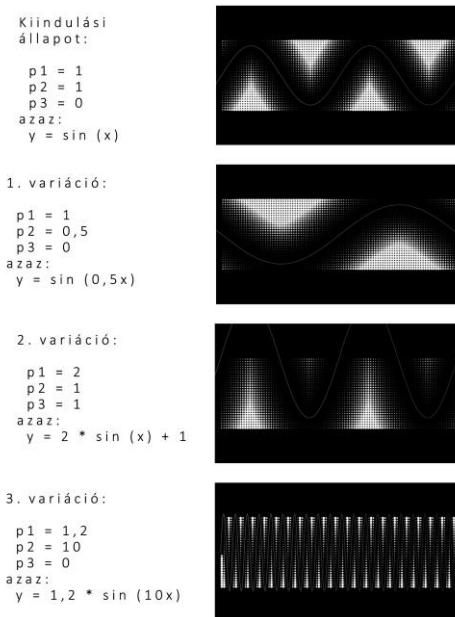 Kiindulási
állapot:
p1 = 1
p2 = 1
p3 = 0
azaz:
y = sin (x)
1. variáció:
p1 = 1
p2 = 0,5
p3 = 0
azaz:
y = sin (0,5x)
2. variáció:
p1 = 2
p2 = 1
p3 = 1
azaz:
y = 2 * sin (x) + 1
3. variáció:
p1 = 1,2
p2 = 10
p3 = 0
azaz:
y = 1,2 * sin (10x)